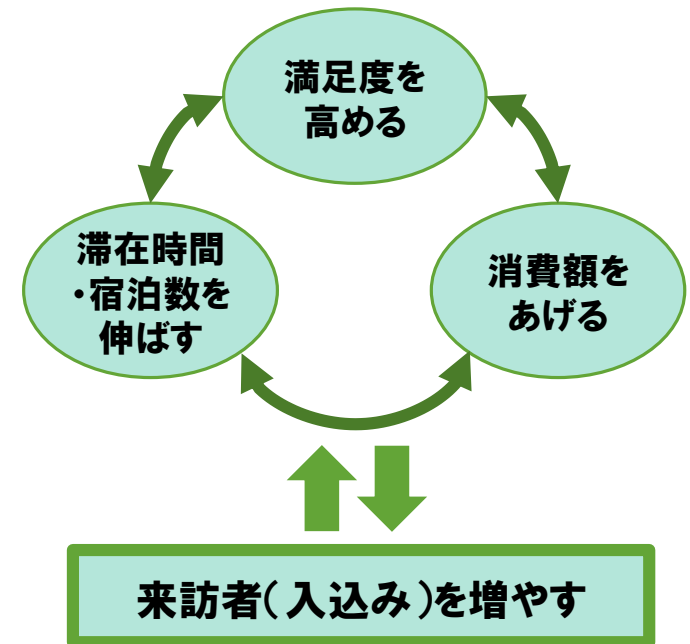 満足度を
高める
滞在時間
・宿泊数を
伸ばす
消費額を
あげる
来訪者(入込み)を増やす